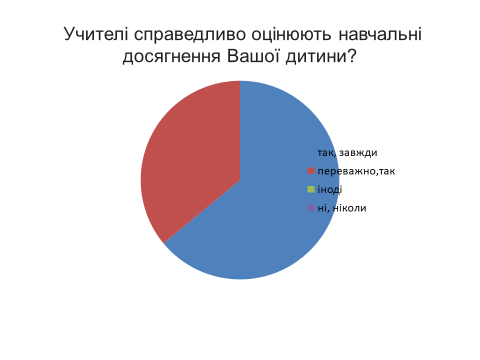 Учителі справедливо оцінюють навчальні
досягнення Вашої дитини?
так, завжди
переважно,так
іноді
ні, ніколи